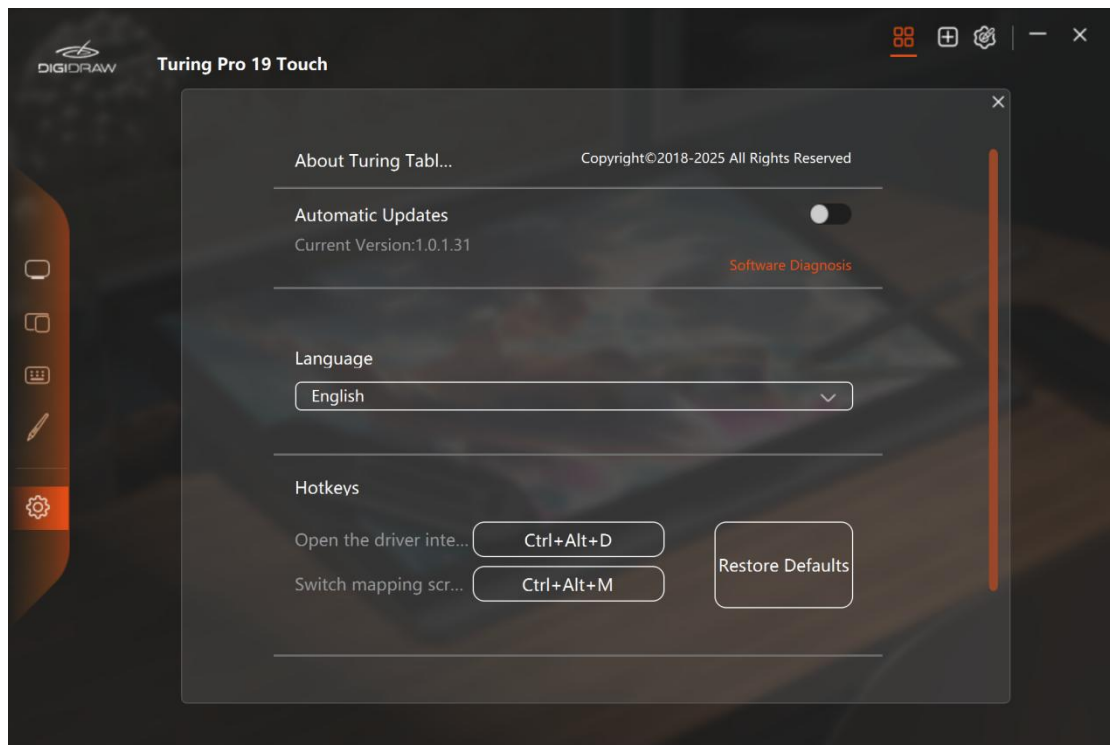 DIGIDRAW
Turing Pro 19 Touch
About Turing Tabl...
Copyright©2018-2025 All Rights Reserved
Automatic Updates
Current Version:1.0.1.31
Software Diagnosis
Language
English
Hotkeys
Open the driver inte...
Ctrl+Alt+D
Switch mapping scr...
Ctrl+Alt+M
Restore Defaults